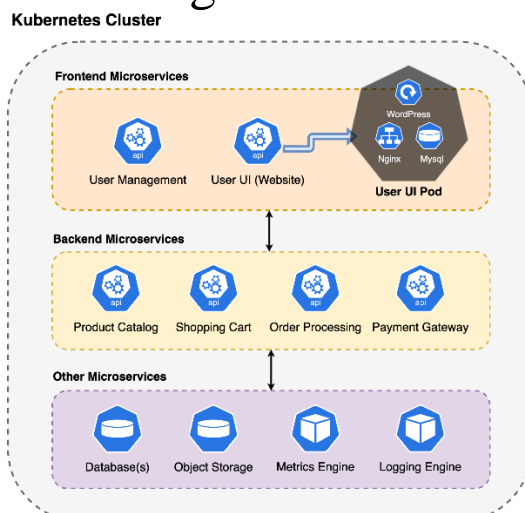 Kubernetes Cluster
Frontend Microservices
WordPress
Nginx Mysql
api api
User Management User UI (Website) User UI Pod
Backend Microservices
api api api api
Product Catalog Shopping Cart Order Processing Payment Gateway
Other Microservices
Database(s) Object Storage Metrics Engine Logging Engine